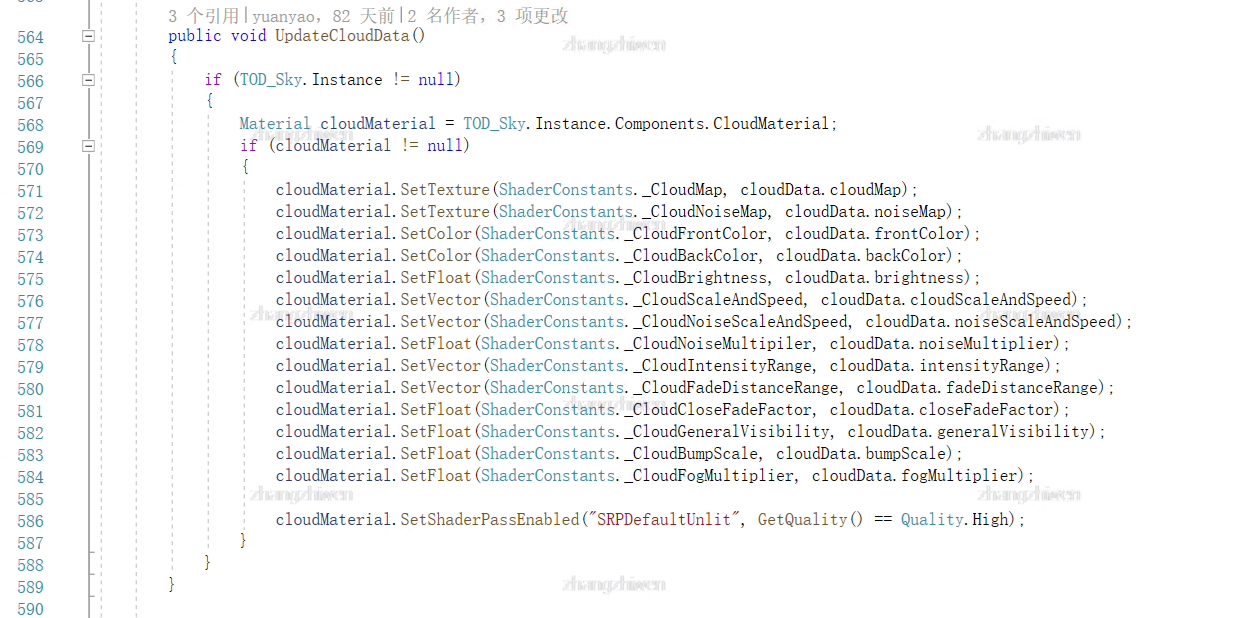 3 个引用|yuanyao，82 天前|2 名作者，3 项更改
564 public void UpdateCloudData()
565 {
566 if (TOD_Sky.Instance != null)
567 {
568 Material cloudMaterial = TOD_Sky.Instance.Components.CloudMaterial;
569 if (cloudMaterial != null)
570 {
571 cloudMaterial.SetTexture(ShaderConstants._CloudMap, cloudData.cloudMap);
572 cloudMaterial.SetTexture(ShaderConstants._CloudNoiseMap, cloudData.noiseMap);
573 cloudMaterial.SetColor(ShaderConstants._CloudFrontColor, cloudData.frontColor);
574 cloudMaterial.SetColor(ShaderConstants._CloudBackColor, cloudData.backColor);
575 cloudMaterial.SetFloat(ShaderConstants._CloudBrightness, cloudData.brightness);
576 cloudMaterial.SetVector(ShaderConstants._CloudScaleAndSpeed, cloudData.cloudScaleAndSpeed);
577 cloudMaterial.SetVector(ShaderConstants._CloudNoiseScaleAndSpeed, cloudData.noiseScaleAndSpeed);
578 cloudMaterial.SetFloat(ShaderConstants._CloudNoiseMultipiler, cloudData.noiseMultiplier);
579 cloudMaterial.SetVector(ShaderConstants._CloudIntensityRange, cloudData.intensityRange);
580 cloudMaterial.SetVector(ShaderConstants._CloudFadeDistanceRange, cloudData.fadeDistanceRange);
581 cloudMaterial.SetFloat(ShaderConstants._CloudCloseFadeFactor, cloudData.closeFadeFactor);
582 cloudMaterial.SetFloat(ShaderConstants._CloudGeneralVisibility, cloudData.generalVisibility);
583 cloudMaterial.SetFloat(ShaderConstants._CloudBumpScale, cloudData.bumpScale);
584 cloudMaterial.SetFloat(ShaderConstants._CloudFogMultiplier, cloudData.fogMultiplier);
585
586 cloudMaterial.SetShaderPassEnabled("SRPDefaultUnlit", GetQuality() == Quality.High);
587 }
588 }
589 }
590